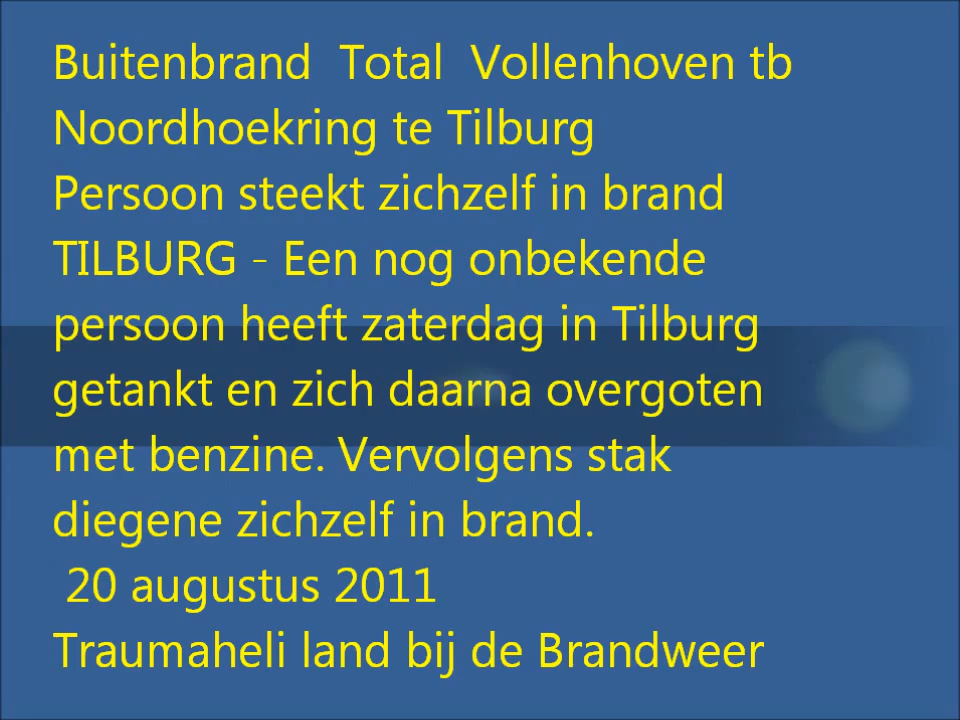 Buitenbrand Total Vollenhoven tb
Noordhoekring te Tilburg
Persoon steekt zichzelf in brand
TILBURG - Een nog onbekende
persoon heeft zaterdag in Tilburg
getankt en zich daarna overgoten
met benzine. Vervolgens stak
diegene zichzelf in brand.
20 augustus 2011
Traumaheli land bij de Brandweer